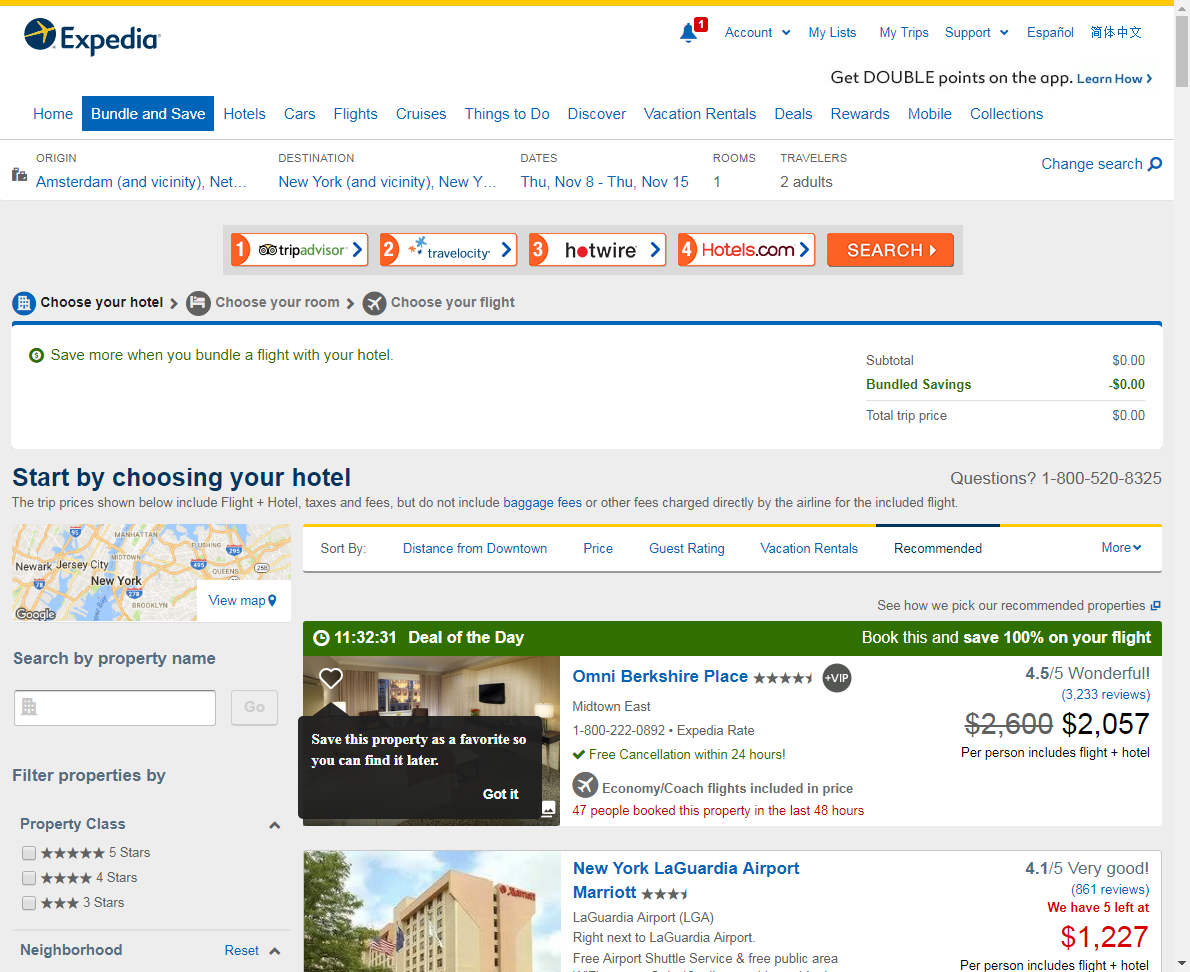 Expedia
1
Account
My Lists
My Trips
Support
Español
简体中文
Get DOUBLE points on the app. Learn How
Home
Bundle and Save
Hotels
Cars
Flights
Cruises
Things to Do
Discover
Vacation Rentals
Deals
Rewards
Mobile
Collections
ORIGIN
DESTINATION
DATES
ROOMS
TRAVELERS
Amsterdam (and vicinity), Net...
New York (and vicinity), New Y...
Thu, Nov 8 - Thu, Nov 15
1
2 adults
Change search
1 tripadvisor
2 travelocity
3 hotwire
4 Hotels.com
SEARCH
Choose your hotel
Choose your room
Choose your flight
Save more when you bundle a flight with your hotel.
Subtotal $0.00
Bundled Savings -$0.00
Total trip price $0.00
Start by choosing your hotel
Questions? 1-800-520-8325
The trip prices shown below include Flight + Hotel, taxes and fees, but do not include baggage fees or other fees charged directly by the airline for the included flight.
MANHATTAN
95
FLUSHING
295
MIDTOWN
Newark
Jersey City
495
QUEENS
258
78
New York
278
BROOKLYN
Google
View map
Sort By:
Distance from Downtown
Price
Guest Rating
Vacation Rentals
Recommended
More
See how we pick our recommended properties
11:32:31 Deal of the Day
Book this and save 100% on your flight
Search by property name
Go
Filter properties by
Property Class
5 Stars
4 Stars
3 Stars
Neighborhood
Reset
Save this property as a favorite so
you can find it later.
Got it
Omni Berkshire Place
+VIP
Midtown East
1-800-222-0892 • Expedia Rate
Free Cancellation within 24 hours!
Economy/Coach flights included in price
47 people booked this property in the last 48 hours
4.5/5 Wonderful!
(3,233 reviews)
$2,600 $2,057
Per person includes flight + hotel
Marriott
New York LaGuardia Airport
Marriott
LaGuardia Airport (LGA)
Right next to LaGuardia Airport.
Free Airport Shuttle Service & free public area
4.1/5 Very good!
(861 reviews)
We have 5 left at
$1,227
Per person includes flight + hotel